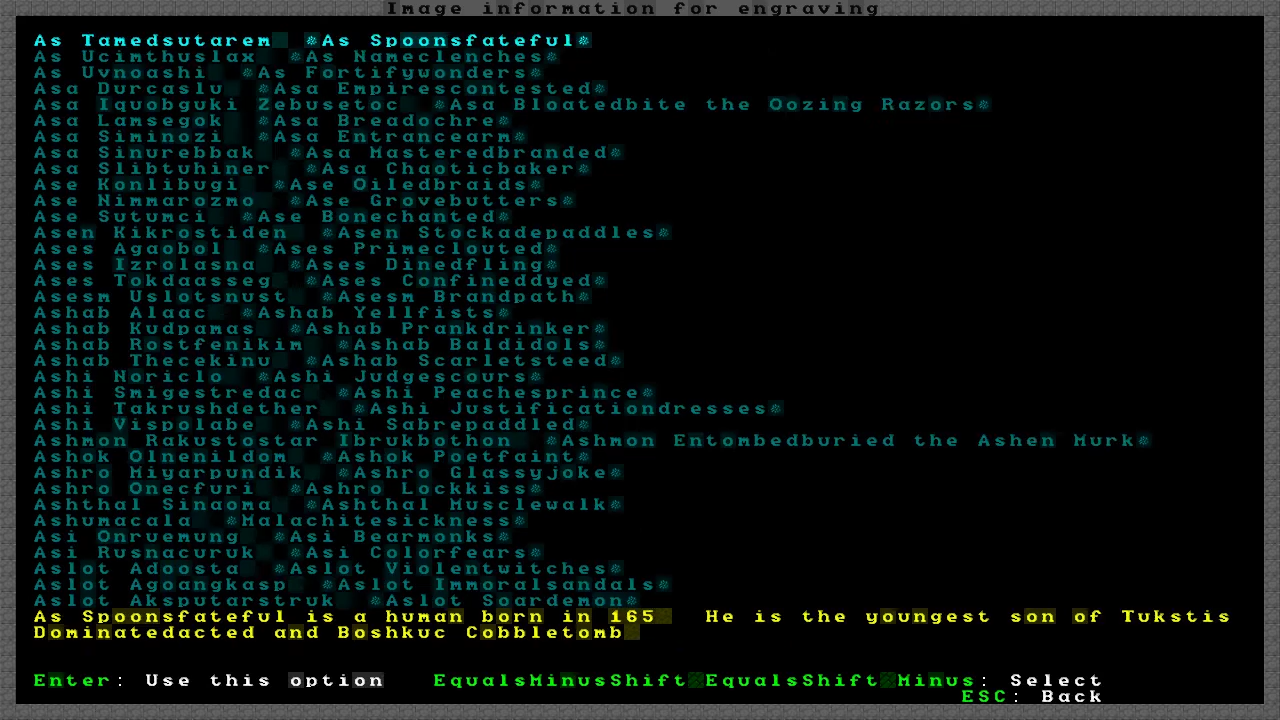 Image information for engraving
As Tamedsutarem *As Spoonsfateful*
As Ucimthuslax *As Nameclenches*
As Uvnoashi *As Fortifywonders*
Asa Durcaslu *Asa Empirescontested*
Asa Iquobguki Zebusetoc *Asa Bloatedbite the Oozing Razors*
Asa Lamsegok *Asa Breadochre*
Asa Siminozi *Asa Entrancearm*
Asa Sinurebbak *Asa Masteredbranded*
Asa Slibtuhiner *Asa Chaoticbaker*
Ase Konlibugi *Ase Oiledbraids*
Ase Nimmarozmo *Ase Grovebutters*
Ase Sutumci *Ase Bonechanted*
Asen Kikrostiden *Asen Stockadepaddles*
Ases Agaobol *Ases Primeclouted*
Ases Izrolasna *Ases Dinedfling*
Ases Tokdaasseg *Ases Confineddyed*
Asesm Uslotsnust *Asesm Brandpath*
Ashab Alaac *Ashab Yellfists*
Ashab Kudpamas *Ashab Prankdrinker*
Ashab Rostfenikim *Ashab Baldidols*
Ashab Thecekinu *Ashab Scarletsteed*
Ashi Noriclo *Ashi Judgescours*
Ashi Smigestredac *Ashi Peachesprince*
Ashi Takrushdether *Ashi Justificationdresses*
Ashi Vispolabe *Ashi Sabrepaddled*
Ashmon Rakustostar Ibrukbothon *Ashmon Entombedburied the Ashen Murk*
Ashok Olnenildom *Ashok Poetfaint*
Ashro Miyarpundik *Ashro Glassyjoke*
Ashro Onecfuri *Ashro Lockkiss*
Ashthal Sinaoma *Ashthal Musclewalk*
Ashumacala *Malachitesickness*
Asi Onruemung *Asi Bearmonks*
Asi Rusnacuruk *Asi Colorfears*
Aslot Adoosta *Aslot Violentwitches*
Aslot Agoangkasp *Aslot Immoralsandals*
Aslot Aksputarstruk *Aslot Soardemon*
As Spoonsfateful is a human born in 165 He is the youngest son of Tukstis
Dominatedacted and Boshkuc Cobbletomb
Enter: Use this option EqualsMinusShift EqualsShift Minus: Select
ESC: Back